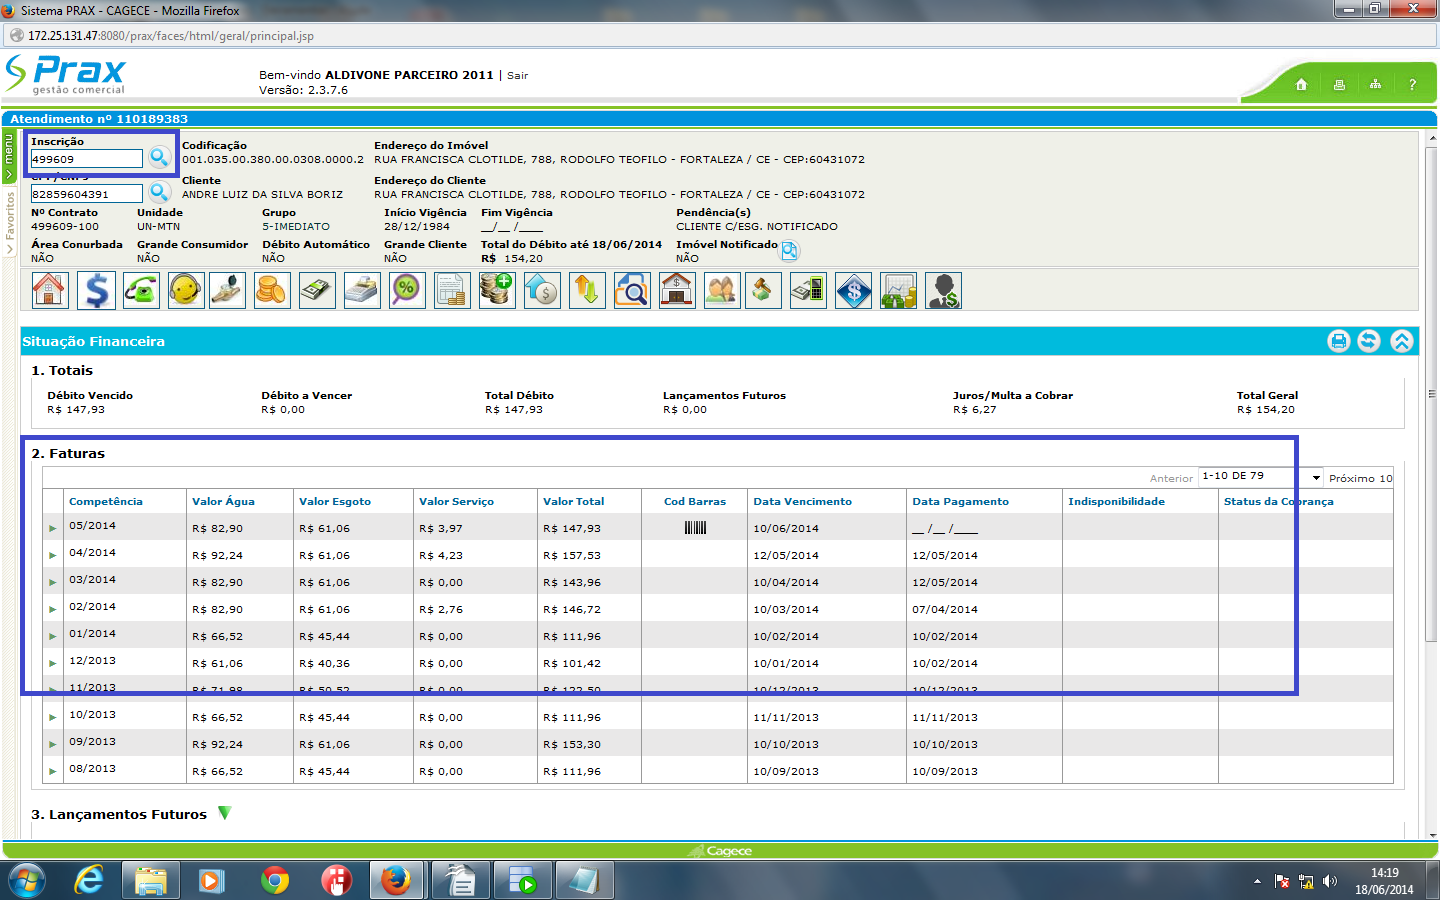 Sistema PRAX - CAGECE - Mozilla Firefox
172.25.131.47:8080/prax/faces/html/geral/principal.jsp
Prax
gestão comercial
Bem-vindo ALDIVONE PARCEIRO 2011 | Sair
Versão: 2.3.7.6
?
Atendimento nº 110189383
menu
Favoritos
Inscrição Codificação Endereço do Imóvel
499609 001.035.00.380.00.0308.0000.2 RUA FRANCISCA CLOTILDE, 788, RODOLFO TEOFILO - FORTALEZA / CE - CEP:60431072
Cliente Endereço do Cliente
82859604391 ANDRE LUIZ DA SILVA BORIZ RUA FRANCISCA CLOTILDE, 788, RODOLFO TEOFILO - FORTALEZA / CE - CEP:60431072
Nº Contrato Unidade Grupo Início Vigência Fim Vigência Pendência(s)
499609-100 UN-MTN 5-IMEDIATO 28/12/1984 __/__ /____ CLIENTE C/ESG. NOTIFICADO
Área Conurbada Grande Consumidor Débito Automático Grande Cliente Total do Débito até 18/06/2014 Imóvel Notificado
NÃO NÃO NÃO NÃO R$ 154,20 NÃO
Situação Financeira
1. Totais
Débito Vencido Débito a Vencer Total Débito Lançamentos Futuros Juros/Multa a Cobrar Total Geral
R$ 147,93 R$ 0,00 R$ 147,93 R$ 0,00 R$ 6,27 R$ 154,20
2. Faturas
Anterior 1-10 DE 79 Próximo 10
Competência Valor Água Valor Esgoto Valor Serviço Valor Total Cod Barras Data Vencimento Data Pagamento Indisponibilidade Status da Cobrança
05/2014 R$ 82,90 R$ 61,06 R$ 3,97 R$ 147,93 10/06/2014 __ /__ /____
04/2014 R$ 92,24 R$ 61,06 R$ 4,23 R$ 157,53 12/05/2014 12/05/2014
03/2014 R$ 82,90 R$ 61,06 R$ 0,00 R$ 143,96 10/04/2014 12/05/2014
02/2014 R$ 82,90 R$ 61,06 R$ 2,76 R$ 146,72 10/03/2014 07/04/2014
01/2014 R$ 66,52 R$ 45,44 R$ 0,00 R$ 111,96 10/02/2014 10/02/2014
12/2013 R$ 61,06 R$ 40,36 R$ 0,00 R$ 101,42 10/01/2014 10/02/2014
11/2013 R$ 71,98 R$ 50,52 R$ 0,00 R$ 122,50 10/12/2013 10/12/2013
10/2013 R$ 66,52 R$ 45,44 R$ 0,00 R$ 111,96 11/11/2013 11/11/2013
09/2013 R$ 92,24 R$ 61,06 R$ 0,00 R$ 153,30 10/10/2013 10/10/2013
08/2013 R$ 66,52 R$ 45,44 R$ 0,00 R$ 111,96 10/09/2013 10/09/2013
3. Lançamentos Futuros
Cagece
14:19
18/06/2014